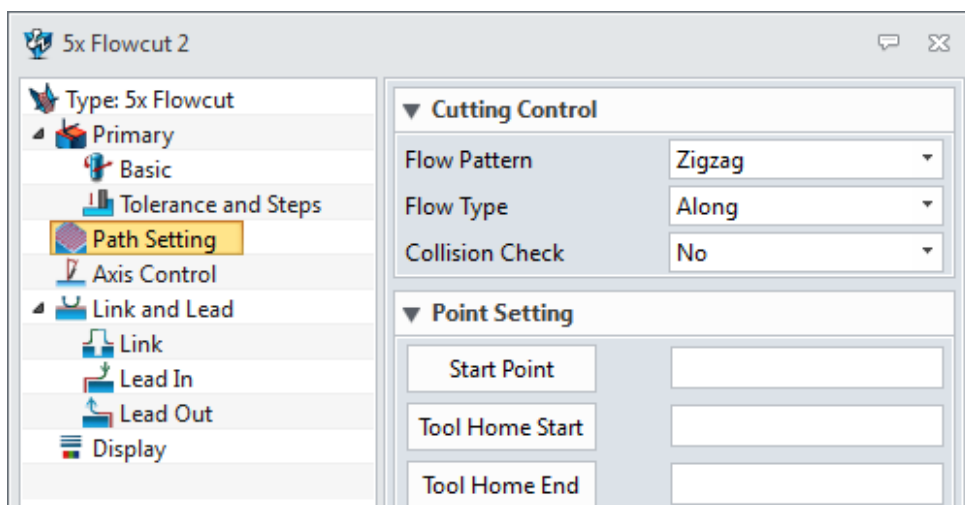 5x Flowcut 2
Type: 5x Flowcut
Primary
Basic
Tolerance and Steps
Path Setting
Axis Control
Link and Lead
Link
Lead In
Lead Out
Display
Cutting Control
Flow Pattern Zigzag
Flow Type Along
Collision Check No
Point Setting
Start Point
Tool Home Start
Tool Home End